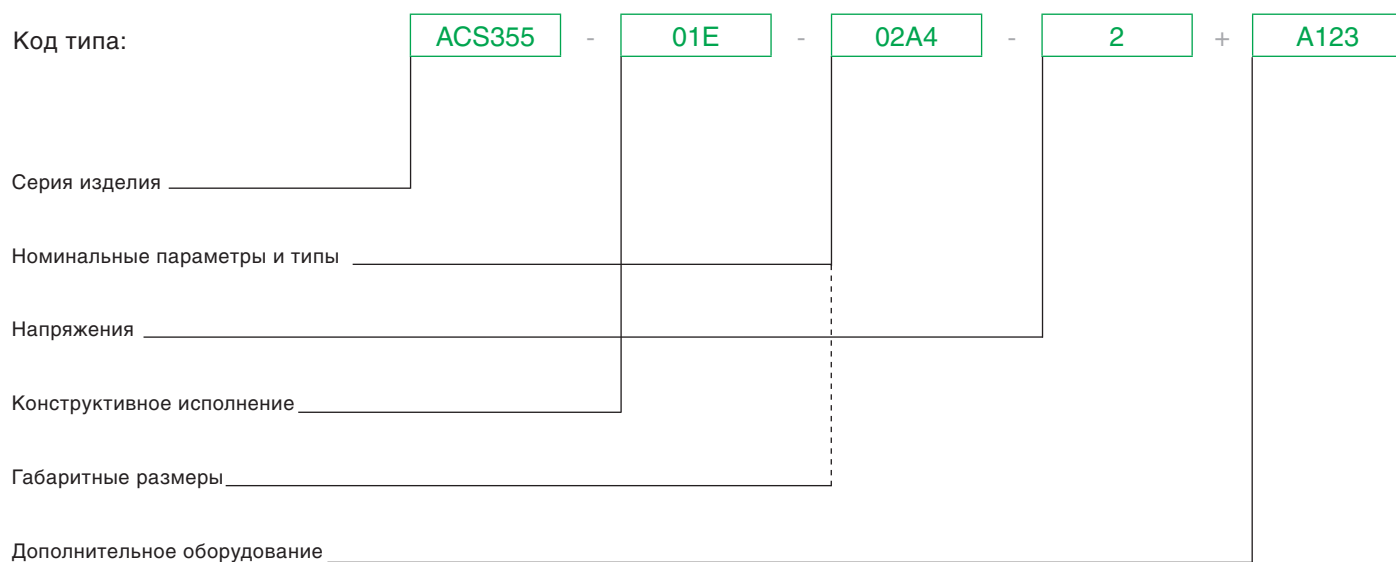 Код типа: ACS355 - 01E - 02A4 - 2 + A123
Серия изделия
Номинальные параметры и типы
Напряжения
Конструктивное исполнение
Габаритные размеры
Дополнительное оборудование